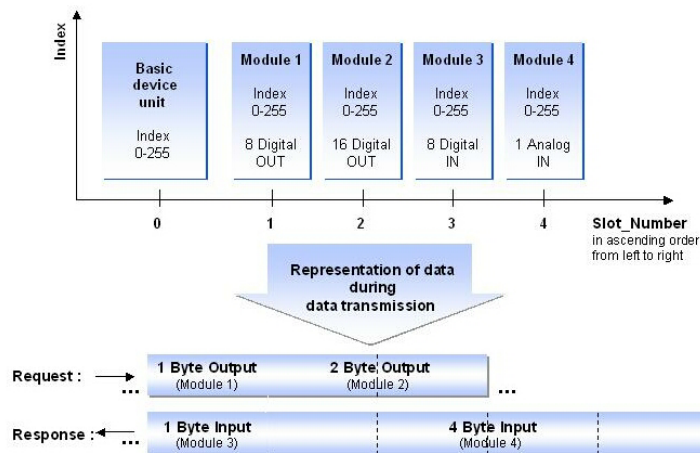 Index
Basic
device
unit
Index
0-255
Module 1
Index
0-255
8 Digital
OUT
Module 2
Index
0-255
16 Digital
OUT
Module 3
Index
0-255
8 Digital
IN
Module 4
Index
0-255
1 Analog
IN
0 1 2 3 4 Slot_Number
in ascending order
from left to right
Representation of data
during
data transmission
Request : ... 1 Byte Output 2 Byte Output ...
(Module 1) (Module 2)
Response : ... 1 Byte Input 4 Byte Input
(Module 3) (Module 4)